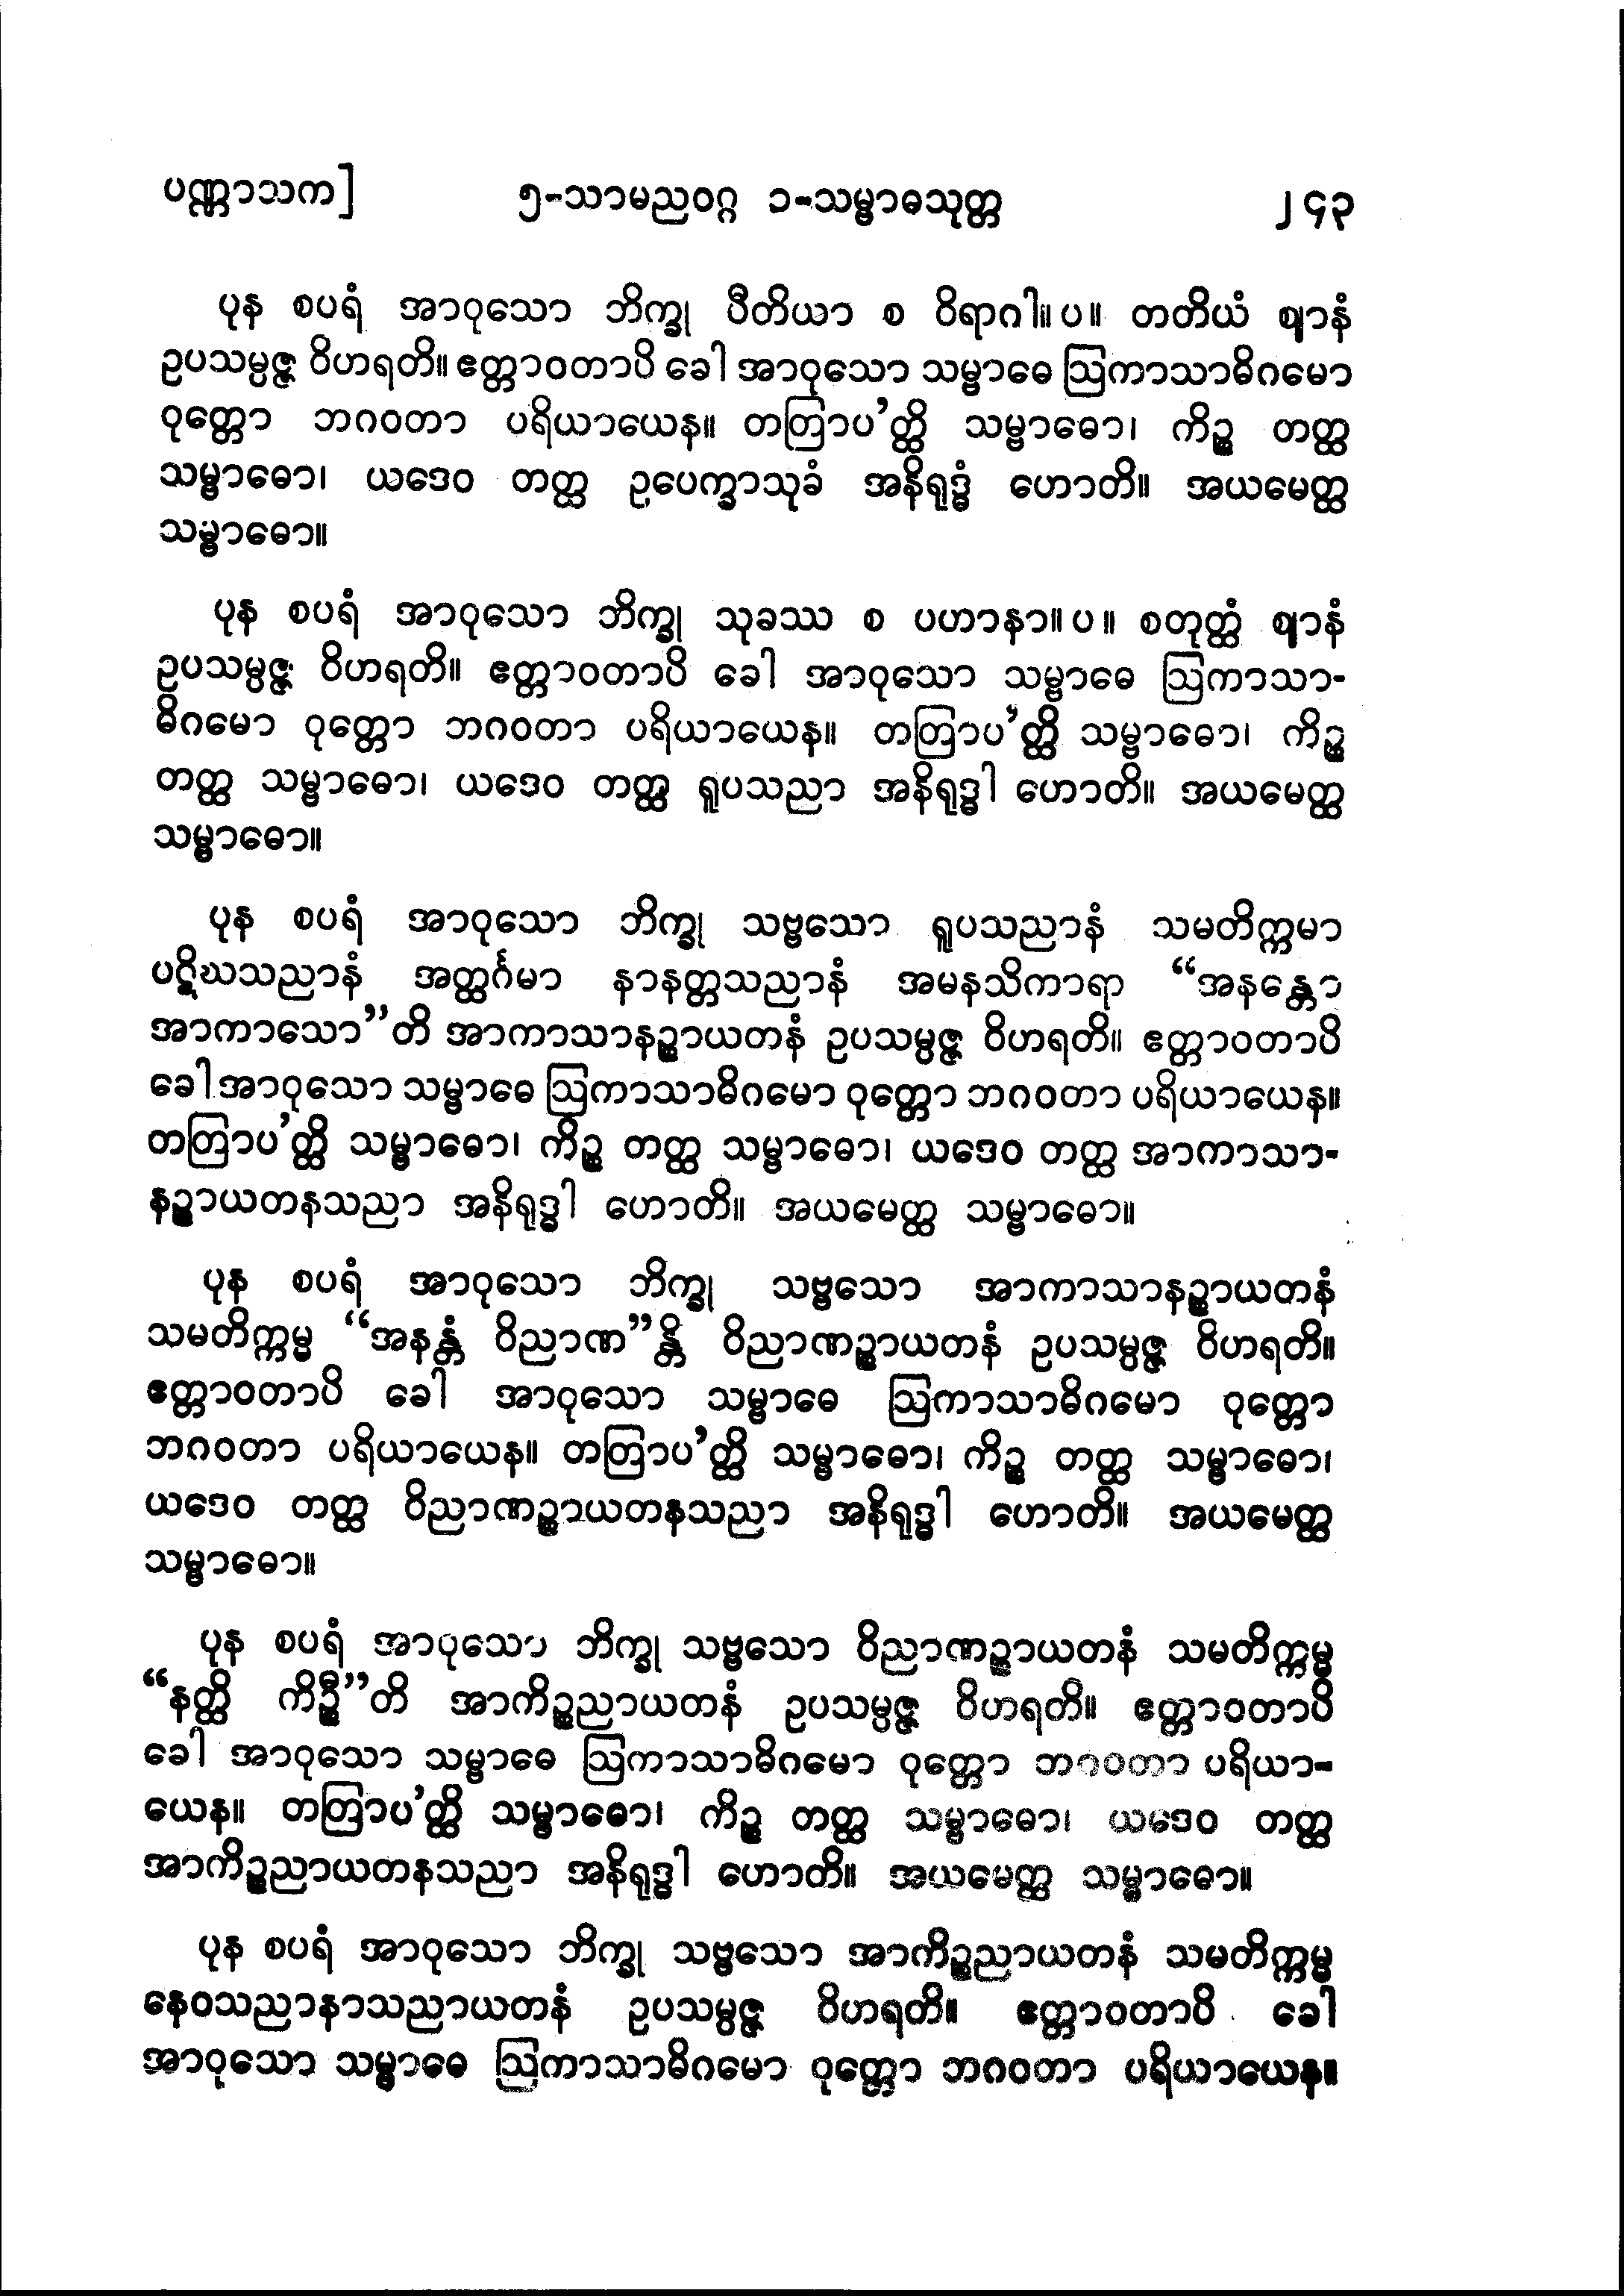 ပဏ္ဏာသက] ၅-သာမညဝဂ္ဂ ၁-သမ္ဗာဓသုတ္တ ၂၄၃
ပုန စပရံ အာဝုသော ဘိက္ခု ပီတိယာ စ ဝိရာဂါ။ပ။ တတိယံ ဈာနံ
ဥပသမ္ပဇ္ဇ ဝိဟရတိ။ ဧတ္တာဝတာပိ ခေါ အာဝုသော သမ္ဗာဓေ ဩကာသာဓိဂမော
ဝုတ္တော ဘဂဝတာ ပရိယာယေန။ တတြာပ’တ္ထိ သမ္ဗာဓော၊ ကိဉ္စ တတ္ထ
သမ္ဗာဓော၊ ယဒေဝ တတ္ထ ဥပေက္ခာသုခံ အနိရုဒ္ဓံ ဟောတိ။ အယမေတ္ထ
သမ္ဗာဓော။
ပုန စပရံ အာဝုသော ဘိက္ခု သုခဿ စ ပဟာနာ။ပ။ စတုတ္ထံ ဈာနံ
ဥပသမ္ပဇ္ဇ ဝိဟရတိ။ ဧတ္တာဝတာပိ ခေါ အာဝုသော သမ္ဗာဓေ ဩကာသာ-
ဓိဂမော ဝုတ္တော ဘဂဝတာ ပရိယာယေန။ တတြာပ’တ္ထိ သမ္ဗာဓော၊ ကိဉ္စ
တတ္ထ သမ္ဗာဓော၊ ယဒေဝ တတ္ထ ရူပသညာ အနိရုဒ္ဓါ ဟောတိ။ အယမေတ္ထ
သမ္ဗာဓော။
ပုန စပရံ အာဝုသော ဘိက္ခု သဗ္ဗသော ရူပသညာနံ သမတိက္ကမာ
ပဋိဃသညာနံ အတ္ထင်္ဂမာ နာနတ္တသညာနံ အမနသိကာရာ “အနန္တော
အာကာသော”တိ အာကာသာနဉ္စာယတနံ ဥပသမ္ပဇ္ဇ ဝိဟရတိ။ ဧတ္တာဝတာပိ
ခေါ အာဝုသော သမ္ဗာဓေ ဩကာသာဓိဂမော ဝုတ္တော ဘဂဝတာ ပရိယာယေန။
တတြာပ’တ္ထိ သမ္ဗာဓော၊ ကိဉ္စ တတ္ထ သမ္ဗာဓော၊ ယဒေဝ တတ္ထ အာကာသာ-
နဉ္စာယတနသညာ အနိရုဒ္ဓါ ဟောတိ။ အယမေတ္ထ သမ္ဗာဓော။
ပုန စပရံ အာဝုသော ဘိက္ခု သဗ္ဗသော အာကာသာနဉ္စာယတနံ
သမတိက္ကမ္မ “အနန္တံ ဝိညာဏ”န္တိ ဝိညာဏဉ္စာယတနံ ဥပသမ္ပဇ္ဇ ဝိဟရတိ။
ဧတ္တာဝတာပိ ခေါ အာဝုသော သမ္ဗာဓေ ဩကာသာဓိဂမော ဝုတ္တော
ဘဂဝတာ ပရိယာယေန။ တတြာပ’တ္ထိ သမ္ဗာဓော၊ ကိဉ္စ တတ္ထ သမ္ဗာဓော၊
ယဒေဝ တတ္ထ ဝိညာဏဉ္စာယတနသညာ အနိရုဒ္ဓါ ဟောတိ။ အယမေတ္ထ
သမ္ဗာဓော။
ပုန စပရံ အာဝုသော ဘိက္ခု သဗ္ဗသော ဝိညာဏဉ္စာယတနံ သမတိက္ကမ္မ
“နတ္ထိ ကိဉ္စီ”တိ အာကိဉ္စညာယတနံ ဥပသမ္ပဇ္ဇ ဝိဟရတိ။ ဧတ္တာဝတာပိ
ခေါ အာဝုသော သမ္ဗာဓေ ဩကာသာဓိဂမော ဝုတ္တော ဘဂဝတာ ပရိယာ-
ယေန။ တတြာပ’တ္ထိ သမ္ဗာဓော၊ ကိဉ္စ တတ္ထ သမ္ဗာဓော၊ ယဒေဝ တတ္ထ
အာကိဉ္စညာယတနသညာ အနိရုဒ္ဓါ ဟောတိ။ အယမေတ္ထ သမ္ဗာဓော။
ပုန စပရံ အာဝုသော ဘိက္ခု သဗ္ဗသော အာကိဉ္စညာယတနံ သမတိက္ကမ္မ
နေဝသညာနာသညာယတနံ ဥပသမ္ပဇ္ဇ ဝိဟရတိ။ ဧတ္တာဝတာပိ ခေါ
အာဝုသော သမ္ဗာဓေ ဩကာသာဓိဂမော ဝုတ္တော ဘဂဝတာ ပရိယာယေန။